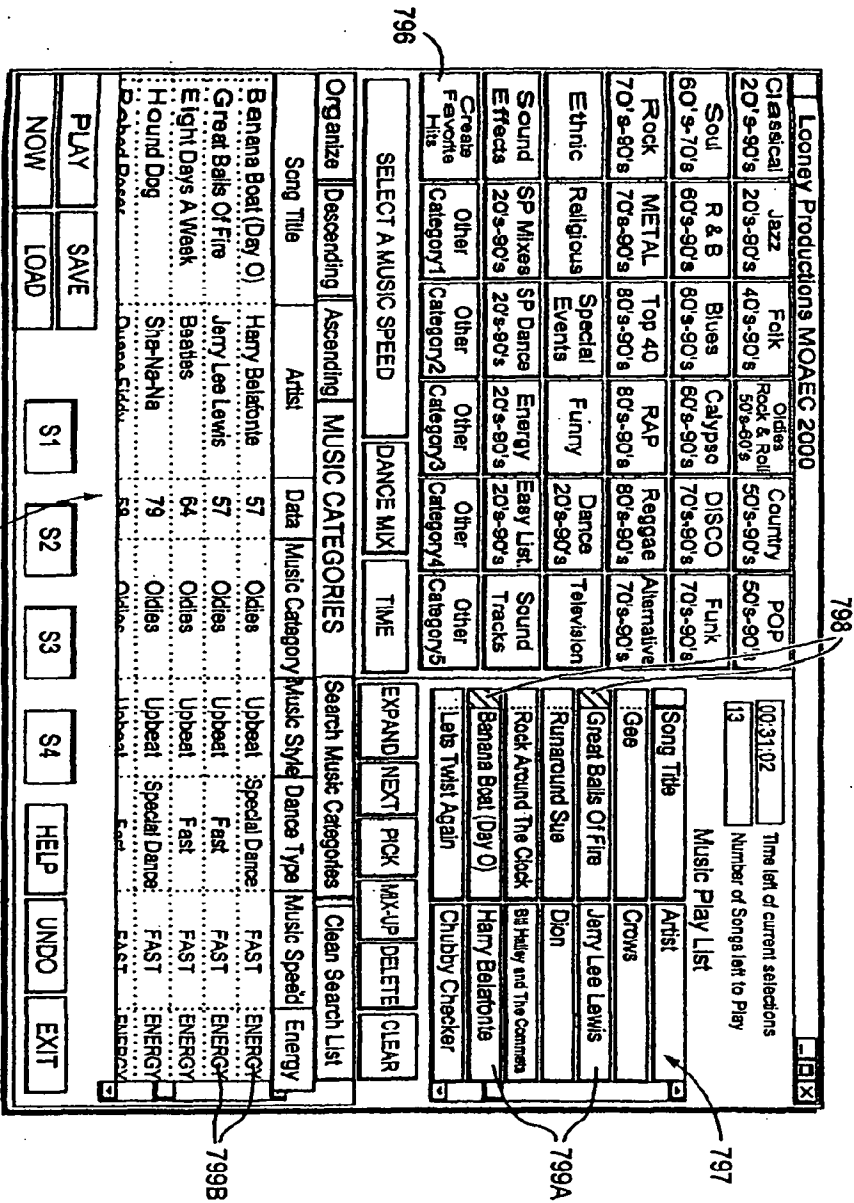 Looney Productions MOAEC 2000
Classical 20's-90's
Jazz 20's-90's
Folk 40's-90's
Oldies Rock & Roll 50's-60's
Country 50's-90's
POP 50's-90's
Soul 60's-70's
R & B 60's-90's
Blues 60's-90's
Calypso 60's-90's
DISCO 70's-90's
Funk 70's-90's
Rock 70's-90's
METAL 70's-90's
Top 40 80's-90's
RAP 80's-90's
Reggae 80's-90's
Alternative 70's-90's
Ethnic
Religious
Special Events
Funny
Dance 20's-90's
Television
Sound Effects
SP Mixes 20's-90's
SP Dance 20's-90's
Energy 20's-90's
Easy List. 20's-90's
Sound Tracks
Create Favorite Hits
Other Category1
Other Category2
Other Category3
Other Category4
Other Category5
SELECT A MUSIC SPEED
DANCE MIX
TIME
00:31:02 Time left of current selections
13 Number of Songs left to Play
Music Play List
Song Title Artist
Gee Crows
Great Balls Of Fire Jerry Lee Lewis
Runaround Sue Dion
Rock Around The Clock Bill Halley and The Commets
Banana Boat (Day O) Harry Belafonte
Lets Twist Again Chubby Checker
EXPAND NEXT PICK MIX-UP DELETE CLEAR
Organize Descending Ascending MUSIC CATEGORIES Search Music Categories Clean Search List
Song Title Artist Data Music Category Music Style Dance Type Music Spee'd Energy
Banana Boat (Day O) Harry Belafonte 57 Oldies Upbeat Special Dance FAST ENERGY
Great Balls Of Fire Jerry Lee Lewis 57 Oldies Upbeat Fast FAST ENERGY
Eight Days A Week Beatles 64 Oldies Upbeat Fast FAST ENERGY
Hound Dog Sha-Na-Na 79 Oldies Upbeat Special Dance FAST ENERGY
Oldies Upbeat Fast FAST ENERGY
PLAY NOW
SAVE LOAD
S1 S2 S3 S4 HELP UNDO EXIT
796
797
798
799A
799B